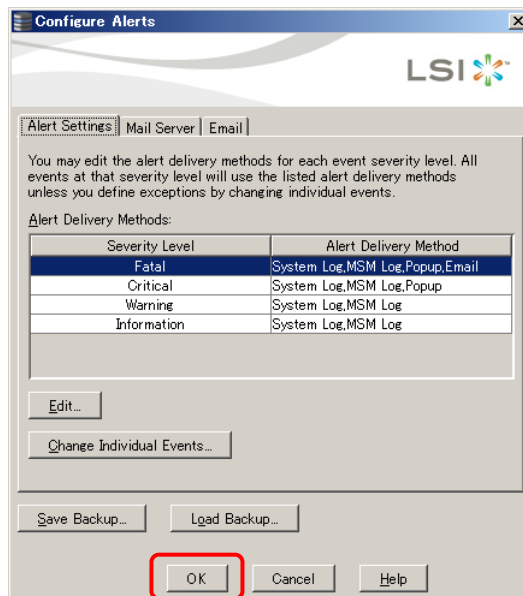 Configure Alerts
LSI
Alert Settings Mail Server Email
You may edit the alert delivery methods for each event severity level. All
events at that severity level will use the listed alert delivery methods
unless you define exceptions by changing individual events.
Alert Delivery Methods:
Severity Level Alert Delivery Method
Fatal System Log,MSM Log,Popup,Email
Critical System Log,MSM Log,Popup
Warning System Log,MSM Log
Information System Log,MSM Log
Edit...
Change Individual Events...
Save Backup... Load Backup...
OK Cancel Help